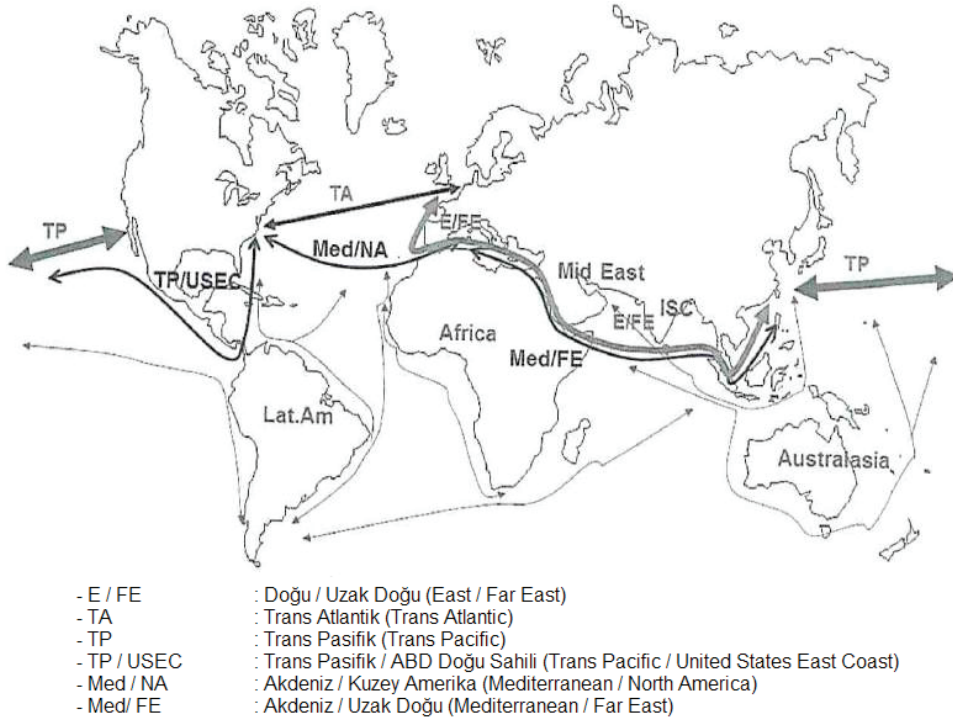 TA
TP
E/FE
Med/NA
TP
Mid East
TP/USEC
ISC
E/FE
Africa
Med/FE
Lat.Am
Australasia
- E / FE : Doğu / Uzak Doğu (East / Far East)
- TA : Trans Atlantik (Trans Atlantic)
- TP : Trans Pasifik (Trans Pacific)
- TP / USEC : Trans Pasifik / ABD Doğu Sahili (Trans Pacific / United States East Coast)
- Med / NA : Akdeniz / Kuzey Amerika (Mediterranean / North America)
- Med/ FE : Akdeniz / Uzak Doğu (Mediterranean / Far East)